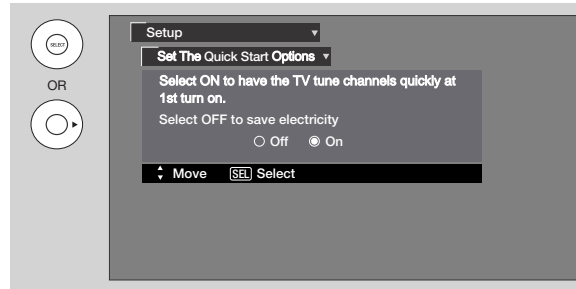 SELECT
OR
Setup
Set The Quick Start Options
Select ON to have the TV tune channels quickly at
1st turn on.
Select OFF to save electricity
Off On
Move SEL Select